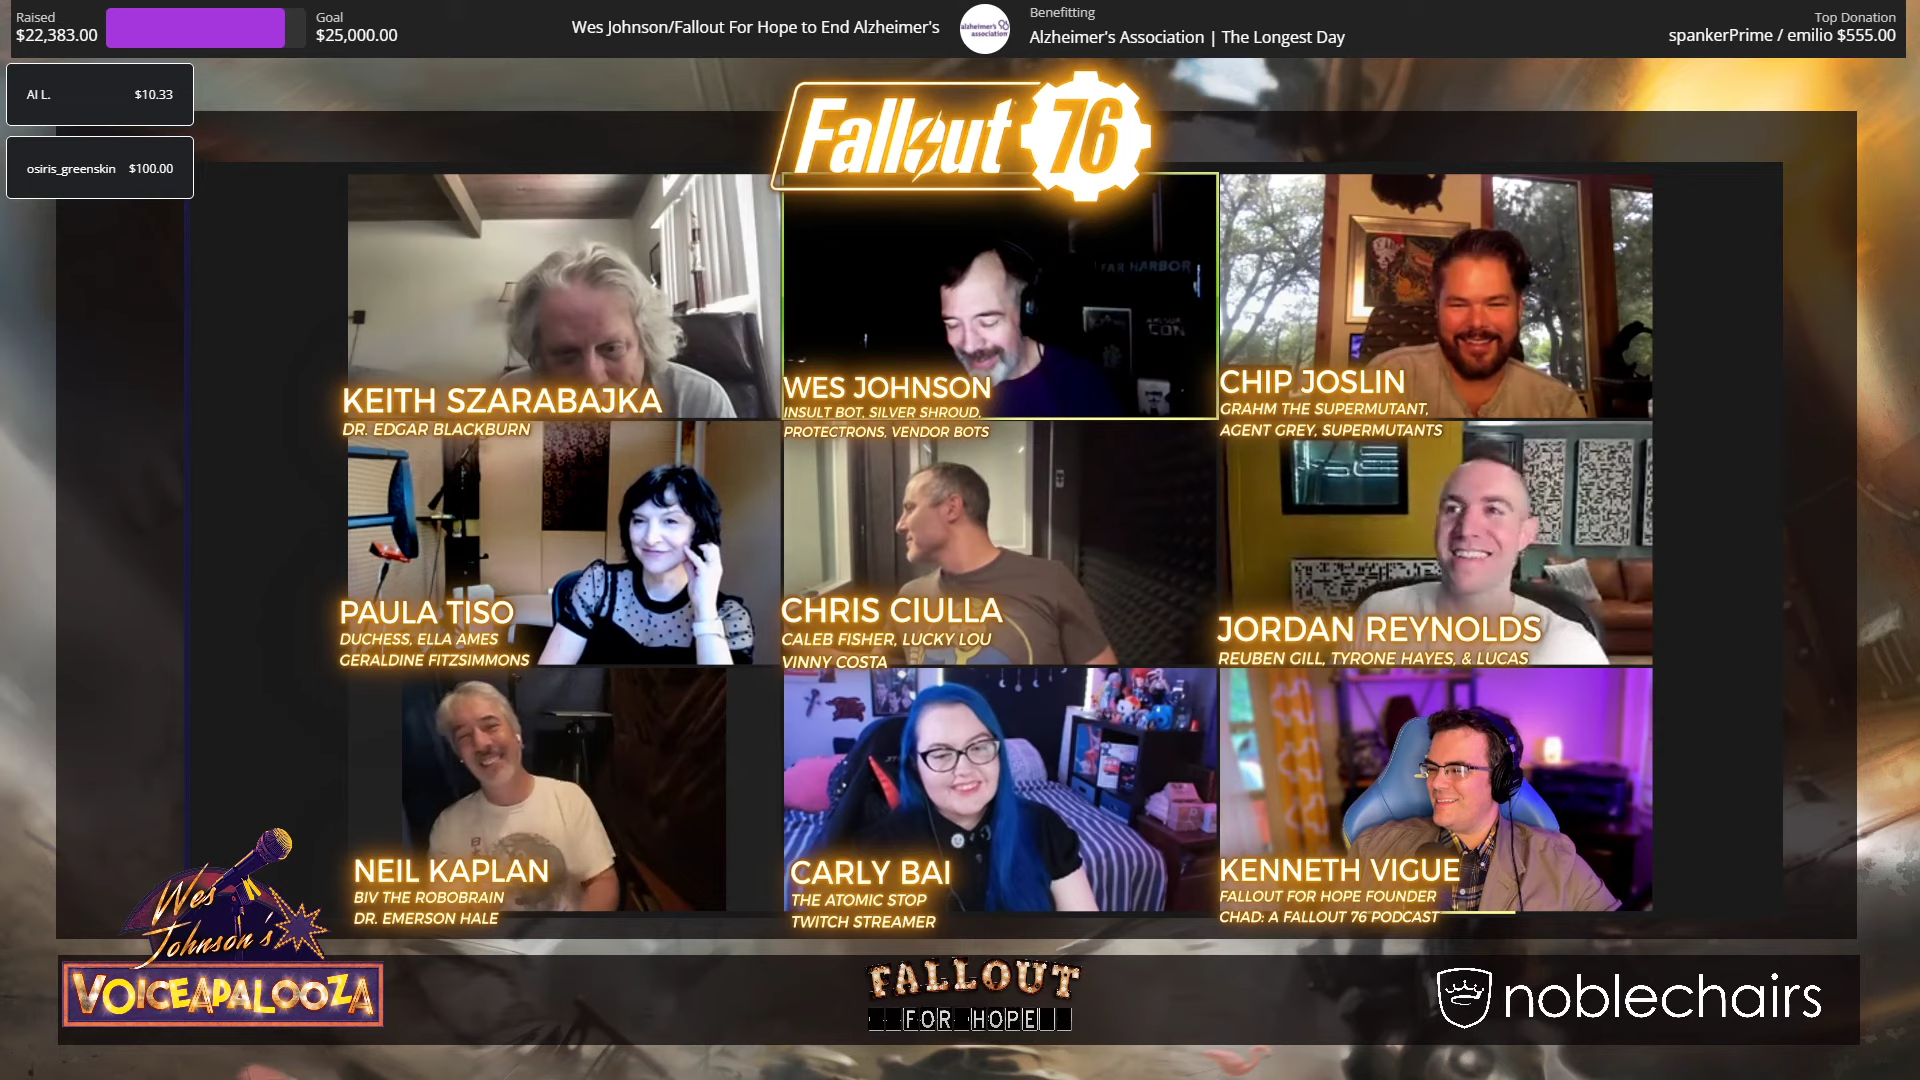 Raised
$22,383.00
Goal
$25,000.00
Wes Johnson/Fallout For Hope to End Alzheimer's
alzheimer's
association
Benefitting
Alzheimer's Association | The Longest Day
Top Donation
spankerPrime / emilio $555.00
Al L. $10.33
osiris_greenskin $100.00
Fallout 76
FAR HARBOR
CON
KEITH SZARABAJKA
DR. EDGAR BLACKBURN
WES JOHNSON
INSULT BOT, SILVER SHROUD,
PROTECTRONS, VENDOR BOTS
CHIP JOSLIN
GRAHM THE SUPERMUTANT,
AGENT GREY, SUPERMUTANTS
PAULA TISO
DUCHESS, ELLA AMES
GERALDINE FITZSIMMONS
CHRIS CIULLA
CALEB FISHER, LUCKY LOU
VINNY COSTA
JORDAN REYNOLDS
REUBEN GILL, TYRONE HAYES, & LUCAS
NEIL KAPLAN
BIV THE ROBOBRAIN
DR. EMERSON HALE
CARLY BAI
THE ATOMIC STOP
TWITCH STREAMER
KENNETH VIGUE
FALLOUT FOR HOPE FOUNDER
CHAD: A FALLOUT 76 PODCAST
Wes
Johnson's
VOICEAPALOOZA
FALLOUT
FOR HOPE
noblechairs